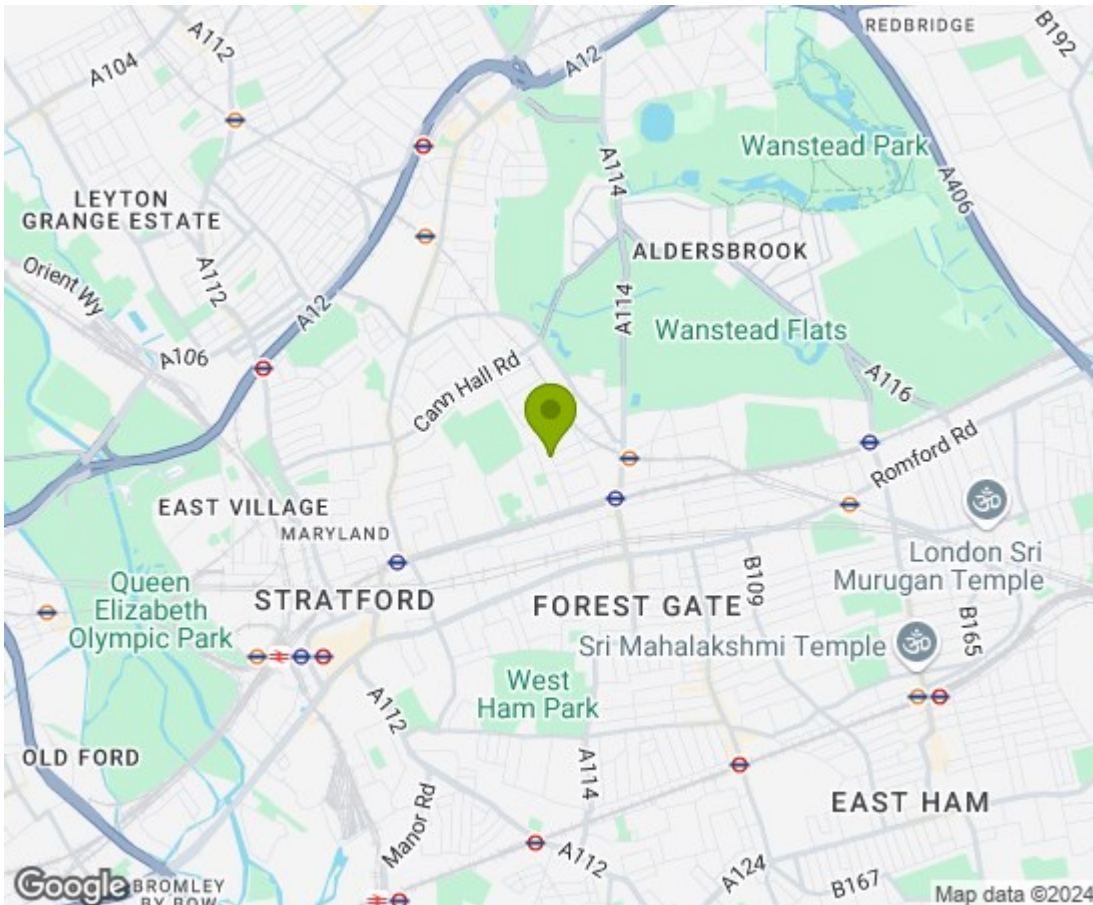 A112
A12
REDBRIDGE
B192
A104
Wanstead Park
A114
A406
LEYTON
GRANGE ESTATE
ALDERSBROOK
Orient Wy
A112
A12
A114
Wanstead Flats
A106
Cann Hall Rd
A116
Romford Rd
EAST VILLAGE
MARYLAND
London Sri
Murugan Temple
Queen
Elizabeth
Olympic Park
STRATFORD
FOREST GATE
B109
B165
Sri Mahalakshmi Temple
West
Ham Park
A112
OLD FORD
A114
Manor Rd
EAST HAM
A112
A124
B167
Google
BROMLEY
BY BOW
Map data ©2024